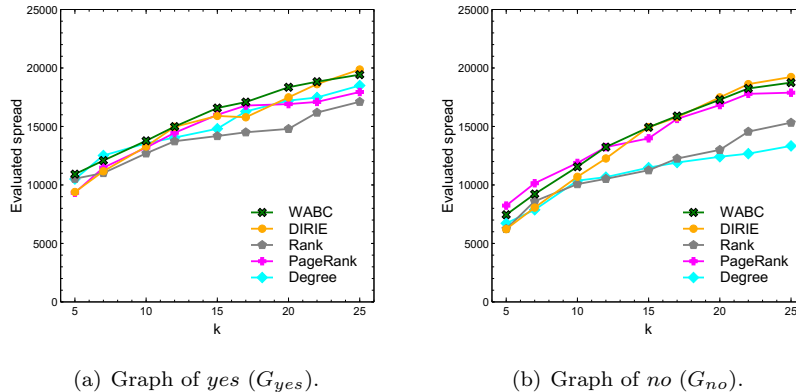 25000
20000
15000
10000
5000
0
Evaluated spread
5 10 15 20 25
k
WABC
DIRIE
Rank
PageRank
Degree
(a) Graph of yes (Gyes).
25000
20000
15000
10000
5000
0
Evaluated spread
5 10 15 20 25
k
WABC
DIRIE
Rank
PageRank
Degree
(b) Graph of no (Gno).